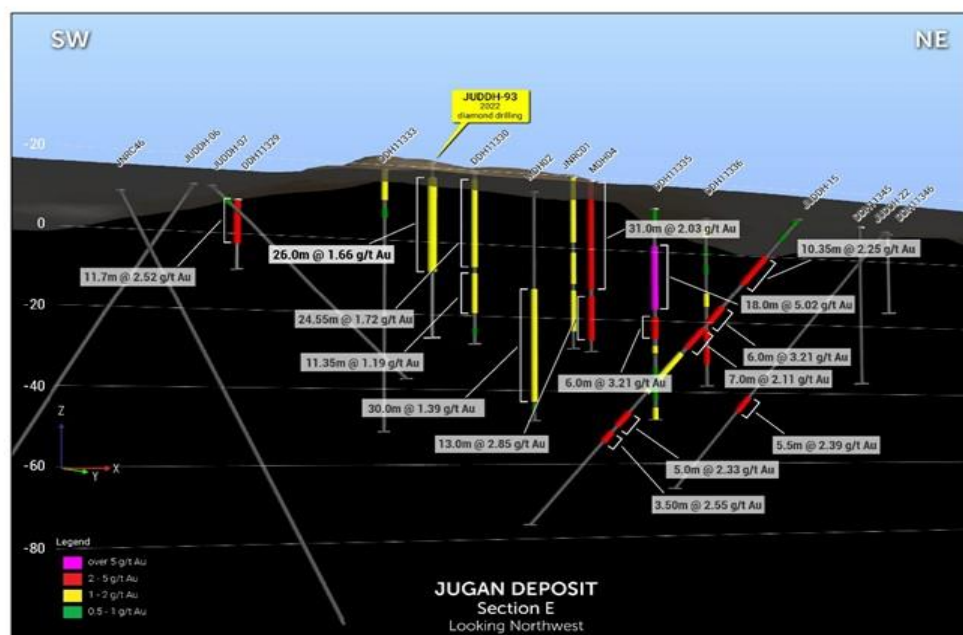 SW
NE
JUDDH-93
2022
diamond drilling
JNRC46
JUDDH-06
JUDDH-07
DDH11329
DDH11333
DDH11330
MDH02
JNRC01
MDH04
DDH11335
DDH11336
JUDDH-15
DDH11345
JUDDH-22
DDH11346
-20
0
-20
-40
-60
-80
11.7m @ 2.52 g/t Au
26.0m @ 1.66 g/t Au
24.55m @ 1.72 g/t Au
11.35m @ 1.19 g/t Au
30.0m @ 1.39 g/t Au
13.0m @ 2.85 g/t Au
31.0m @ 2.03 g/t Au
6.0m @ 3.21 g/t Au
10.35m @ 2.25 g/t Au
18.0m @ 5.02 g/t Au
6.0m @ 3.21 g/t Au
7.0m @ 2.11 g/t Au
5.5m @ 2.39 g/t Au
5.0m @ 2.33 g/t Au
3.50m @ 2.55 g/t Au
Z
X
Y
Legend
over 5 g/t Au
2 - 5 g/t Au
1 - 2 g/t Au
0.5 - 1 g/t Au
JUGAN DEPOSIT
Section E
Looking Northwest